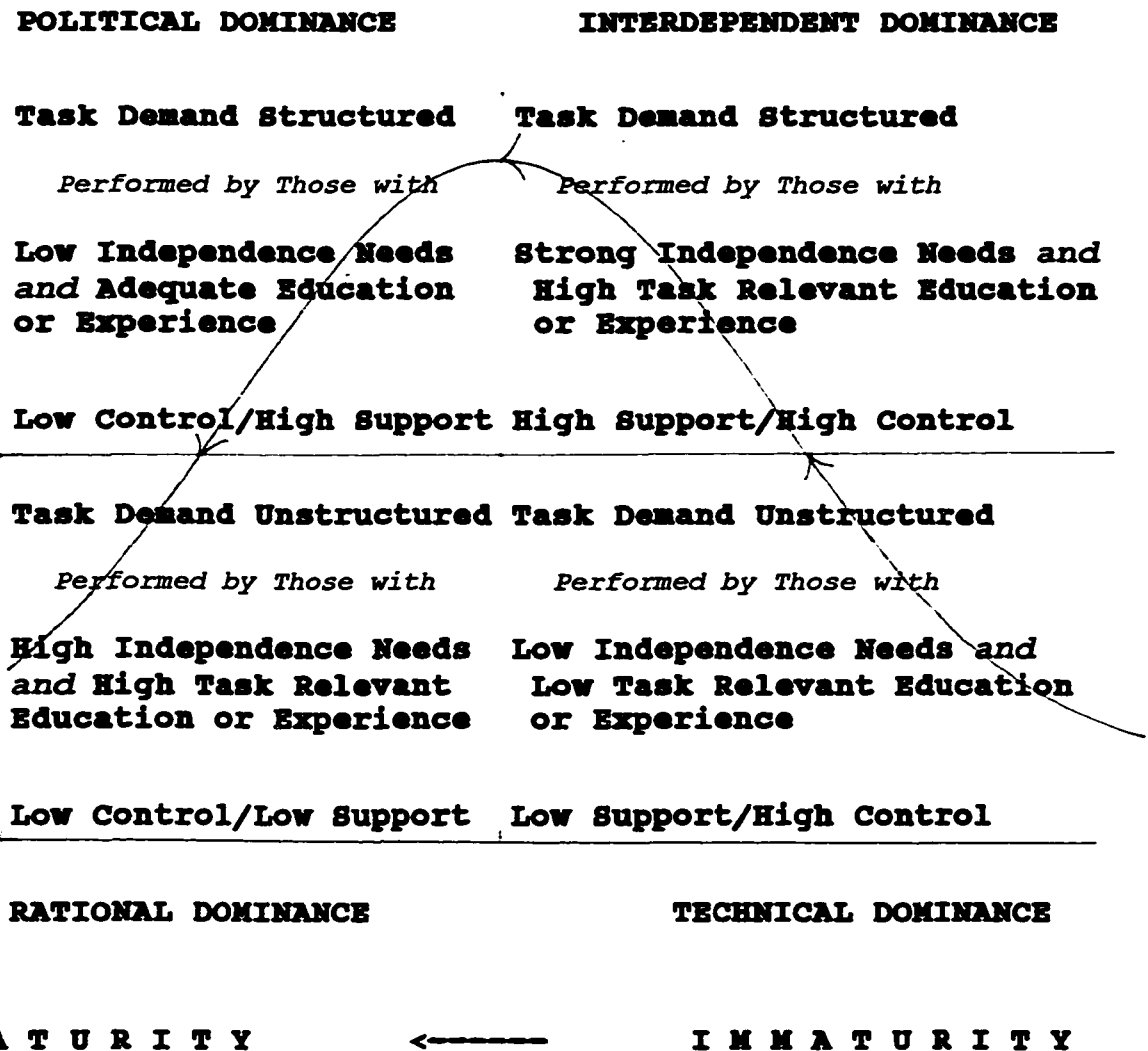 POLITICAL DOMINANCE INTERDEPENDENT DOMINANCE
Task Demand Structured Task Demand Structured
Performed by Those with Performed by Those with
Low Independence Needs Strong Independence Needs and
and Adequate Education High Task Relevant Education
or Experience or Experience
Low Control/High Support High Support/High Control
Task Demand Unstructured Task Demand Unstructured
Performed by Those with Performed by Those with
High Independence Needs Low Independence Needs and
and High Task Relevant Low Task Relevant Education
Education or Experience or Experience
Low Control/Low Support Low Support/High Control
RATIONAL DOMINANCE TECHNICAL DOMINANCE
A T U R I T Y <------ I M M A T U R I T Y